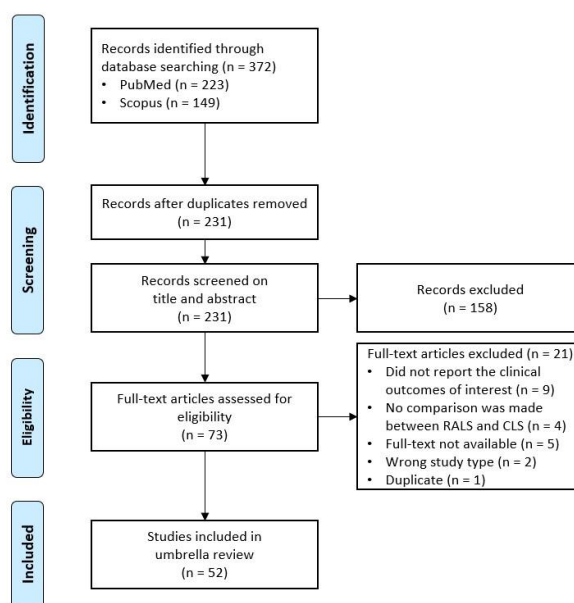 Identification
Records identified through
database searching (n = 372)
• PubMed (n = 223)
• Scopus (n = 149)
Screening
Records after duplicates removed
(n = 231)
Records screened on
title and abstract
(n = 231)
Records excluded
(n = 158)
Eligibility
Full-text articles assessed for
eligibility
(n = 73)
Full-text articles excluded (n = 21)
• Did not report the clinical
outcomes of interest (n = 9)
• No comparison was made
between RALS and CLS (n = 4)
• Full-text not available (n = 5)
• Wrong study type (n = 2)
• Duplicate (n = 1)
Included
Studies included in
umbrella review
(n = 52)